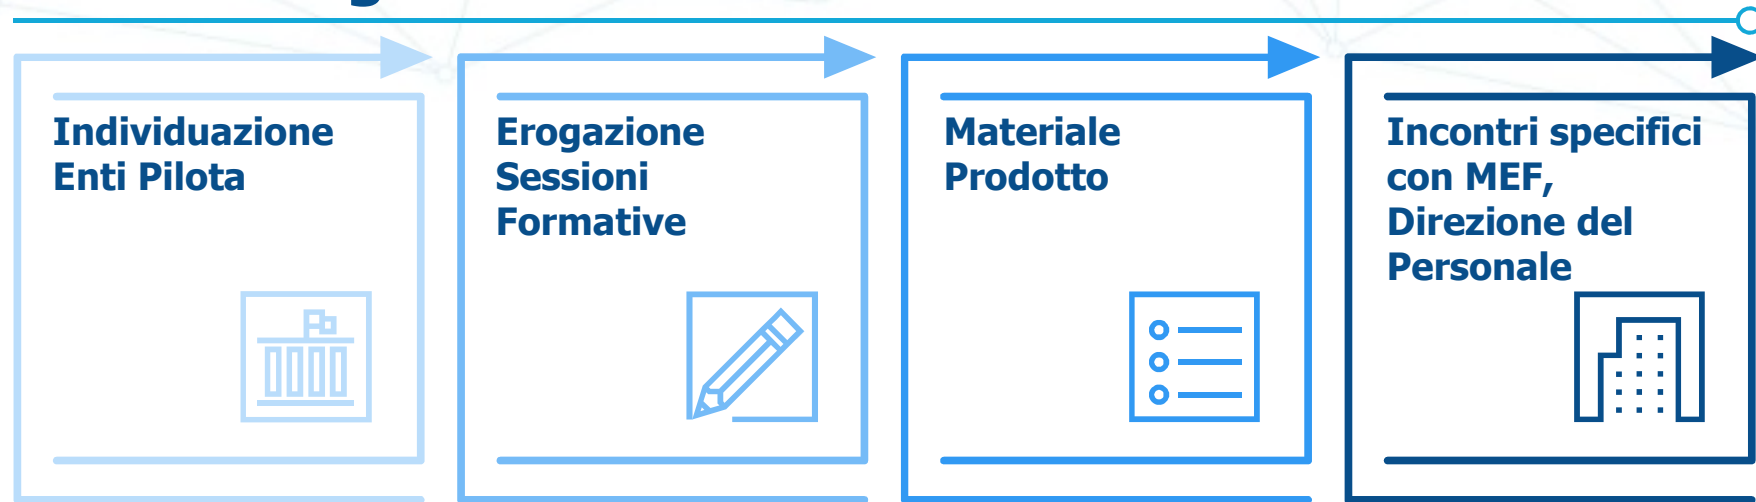 Individuazione
Enti Pilota
Erogazione
Sessioni
Formative
Materiale
Prodotto
Incontri specifici
con MEF,
Direzione del
Personale